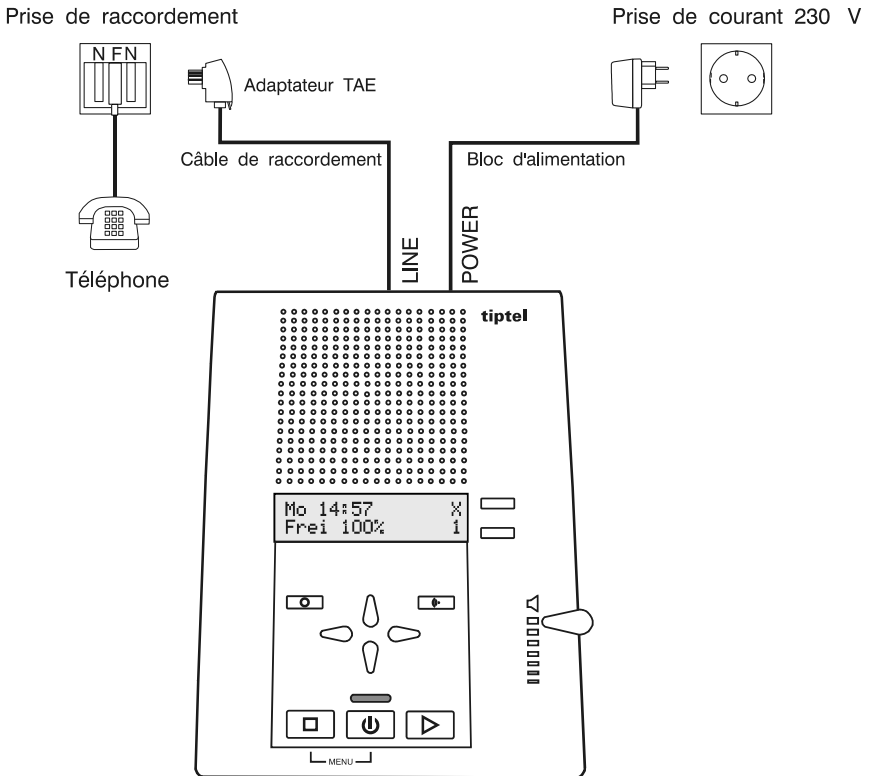 Prise de raccordement
Prise de courant 230 V
N F N
Adaptateur TAE
Câble de raccordement
Bloc d'alimentation
LINE
POWER
Téléphone
tiptel
Mo 14:57 X
Frei 100% 1
MENU